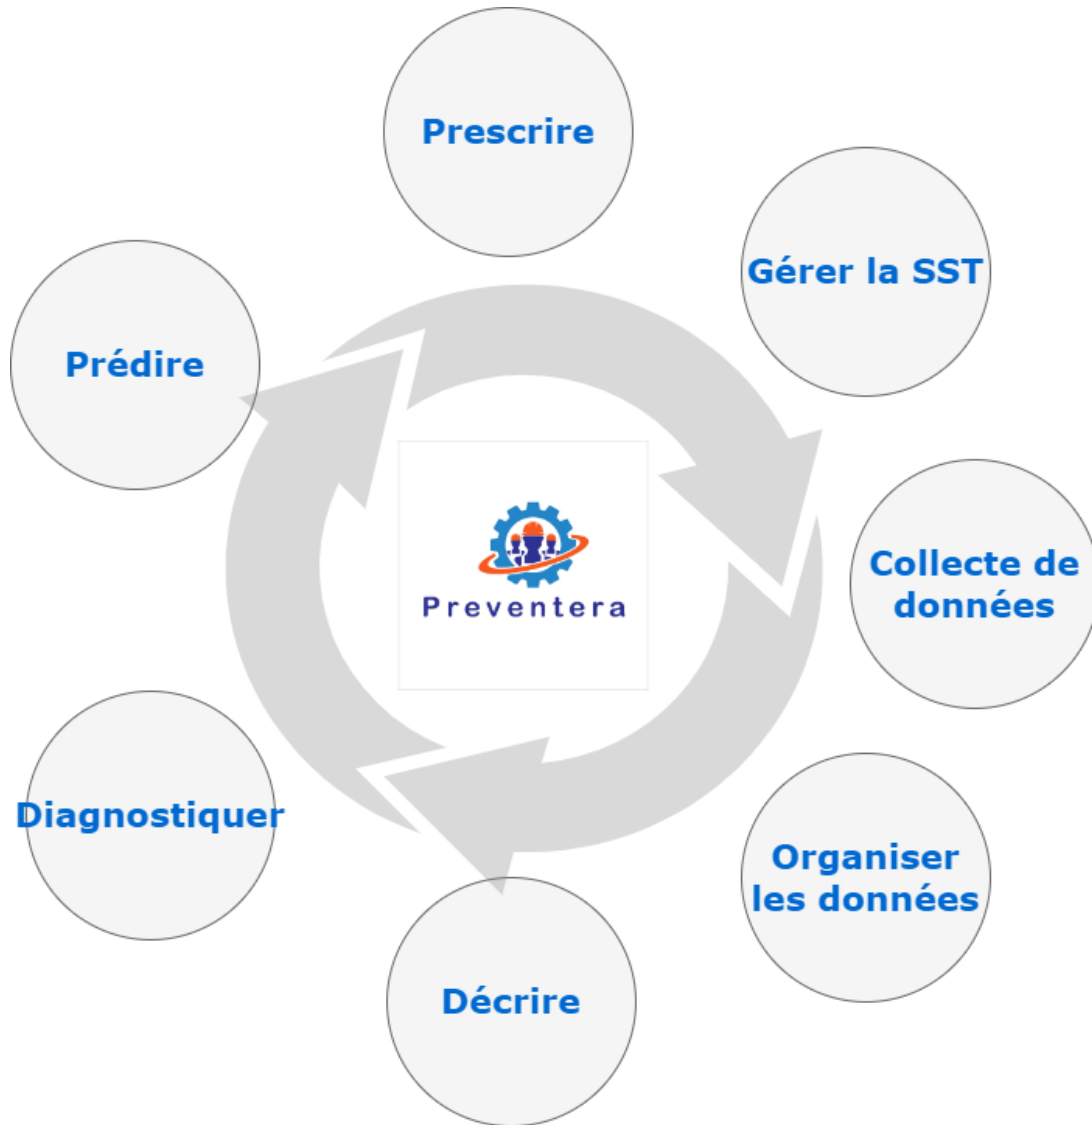 Prescrire
Gérer la SST
Prédire
Preventera
Collecte de
données
Diagnostiquer
Organiser
les données
Décrire